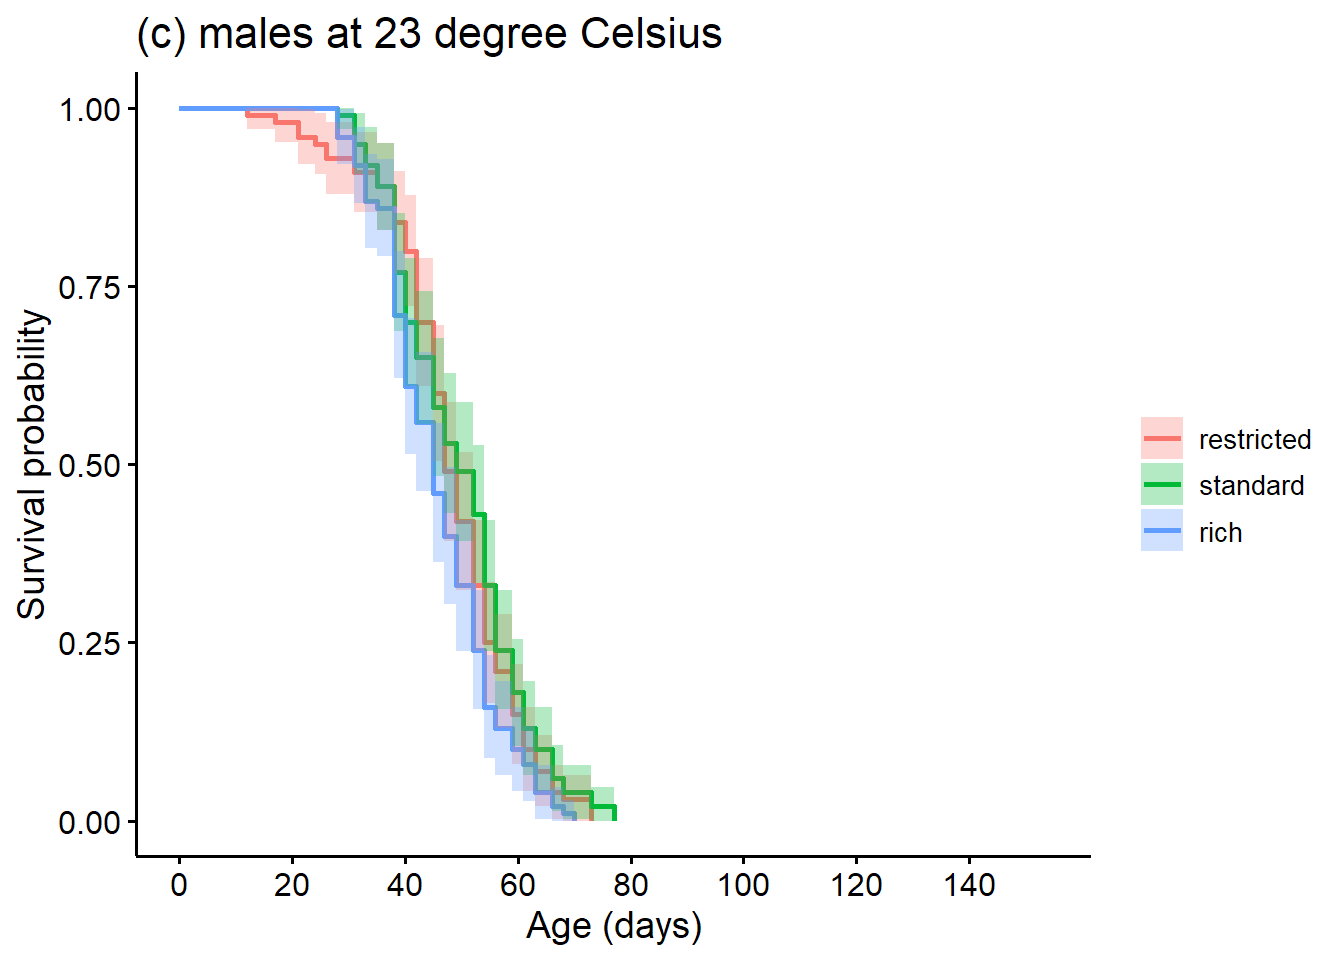 (c) males at 23 degree Celsius
Survival probability
1.00
0.75
0.50
0.25
0.00
0 20 40 60 80 100 120 140
Age (days)
restricted
standard
rich